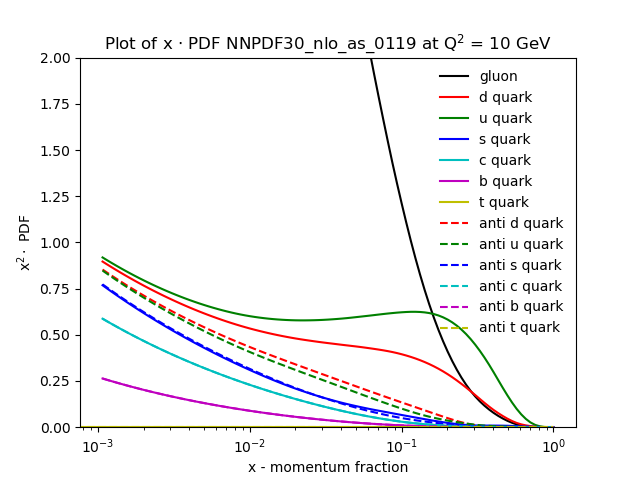 Plot of x · PDF NNPDF30_nlo_as_0119 at Q² = 10 GeV
x² · PDF
2.00
1.75
1.50
1.25
1.00
0.75
0.50
0.25
0.00
gluon
d quark
u quark
s quark
c quark
b quark
t quark
anti d quark
anti u quark
anti s quark
anti c quark
anti b quark
anti t quark
10⁻³ 10⁻² 10⁻¹ 10⁰
x - momentum fraction